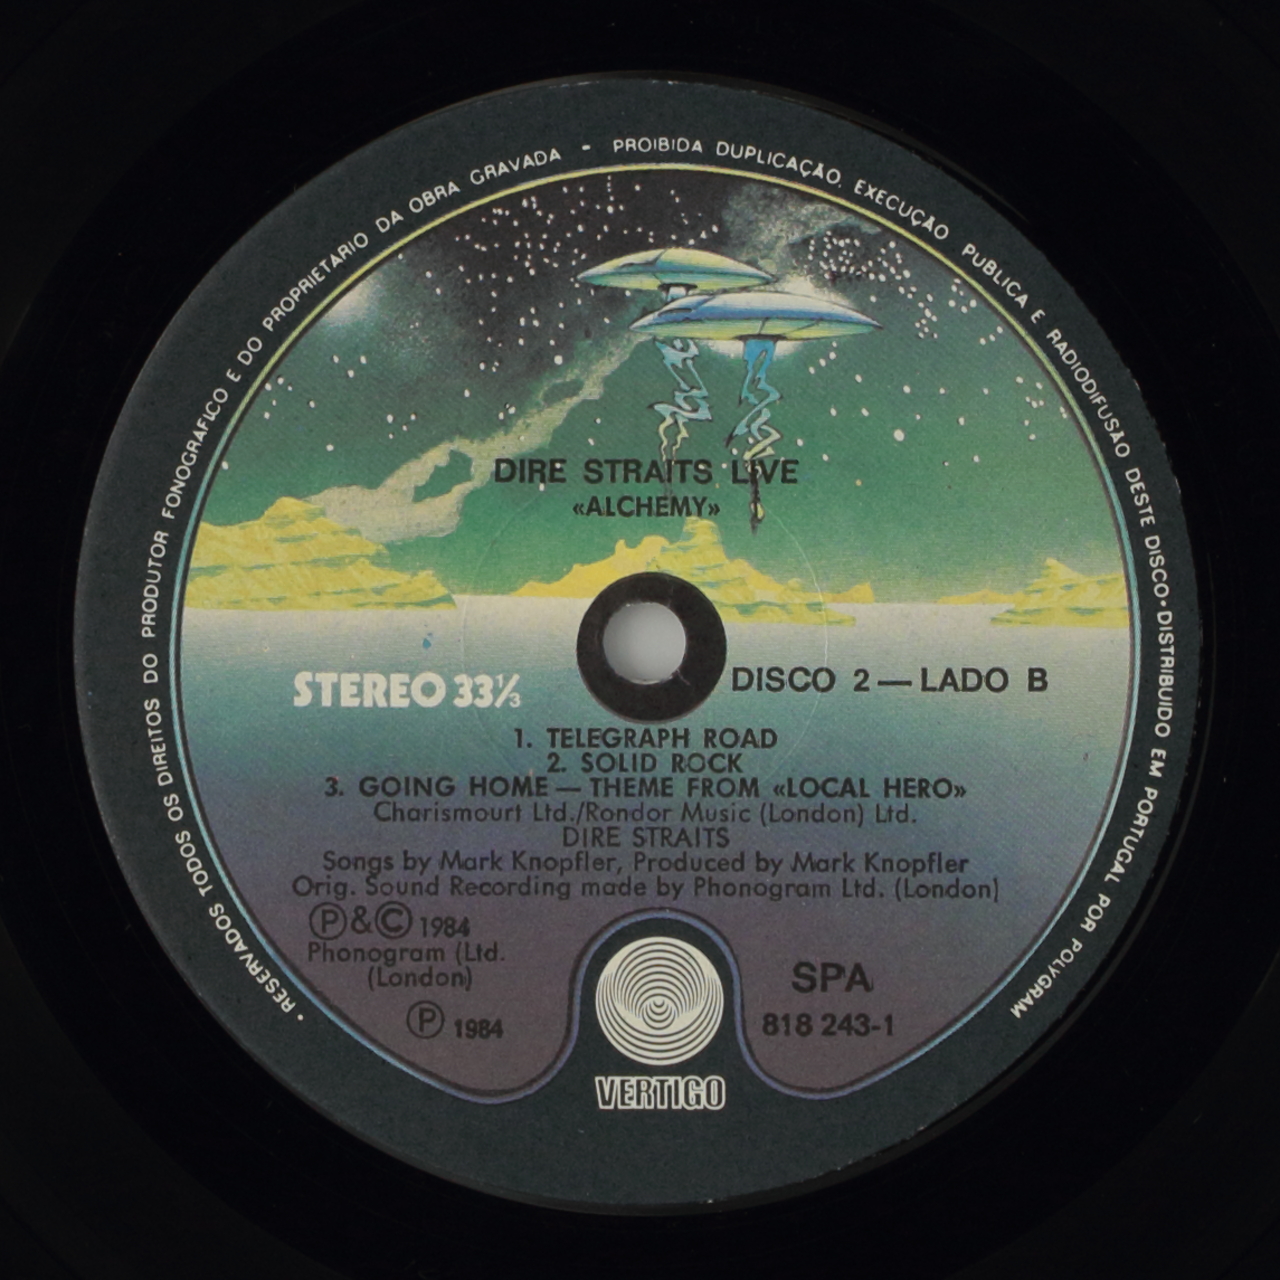 • RESERVADOS TODOS OS DIREITOS DO PRODUTOR FONOGRÁFICO E DO PROPRIETARIO DA OBRA GRAVADA - PROIBIDA DUPLICAÇÃO, EXECUÇÃO PUBLICA E RADIODIFUSÃO DESTE DISCO • DISTRIBUIDO EM PORTUGAL POR POLYGRAM
DIRE STRAITS LIVE
«ALCHEMY»
STEREO 33⅓
DISCO 2 — LADO B
1. TELEGRAPH ROAD
2. SOLID ROCK
3. GOING HOME — THEME FROM «LOCAL HERO»
Charismourt Ltd./Rondor Music (London) Ltd.
DIRE STRAITS
Songs by Mark Knopfler, Produced by Mark Knopfler
Orig. Sound Recording made by Phonogram Ltd. (London)
Ⓟ&Ⓒ 1984
Phonogram (Ltd.
(London)
Ⓟ 1984
SPA
818 243-1
VERTIGO